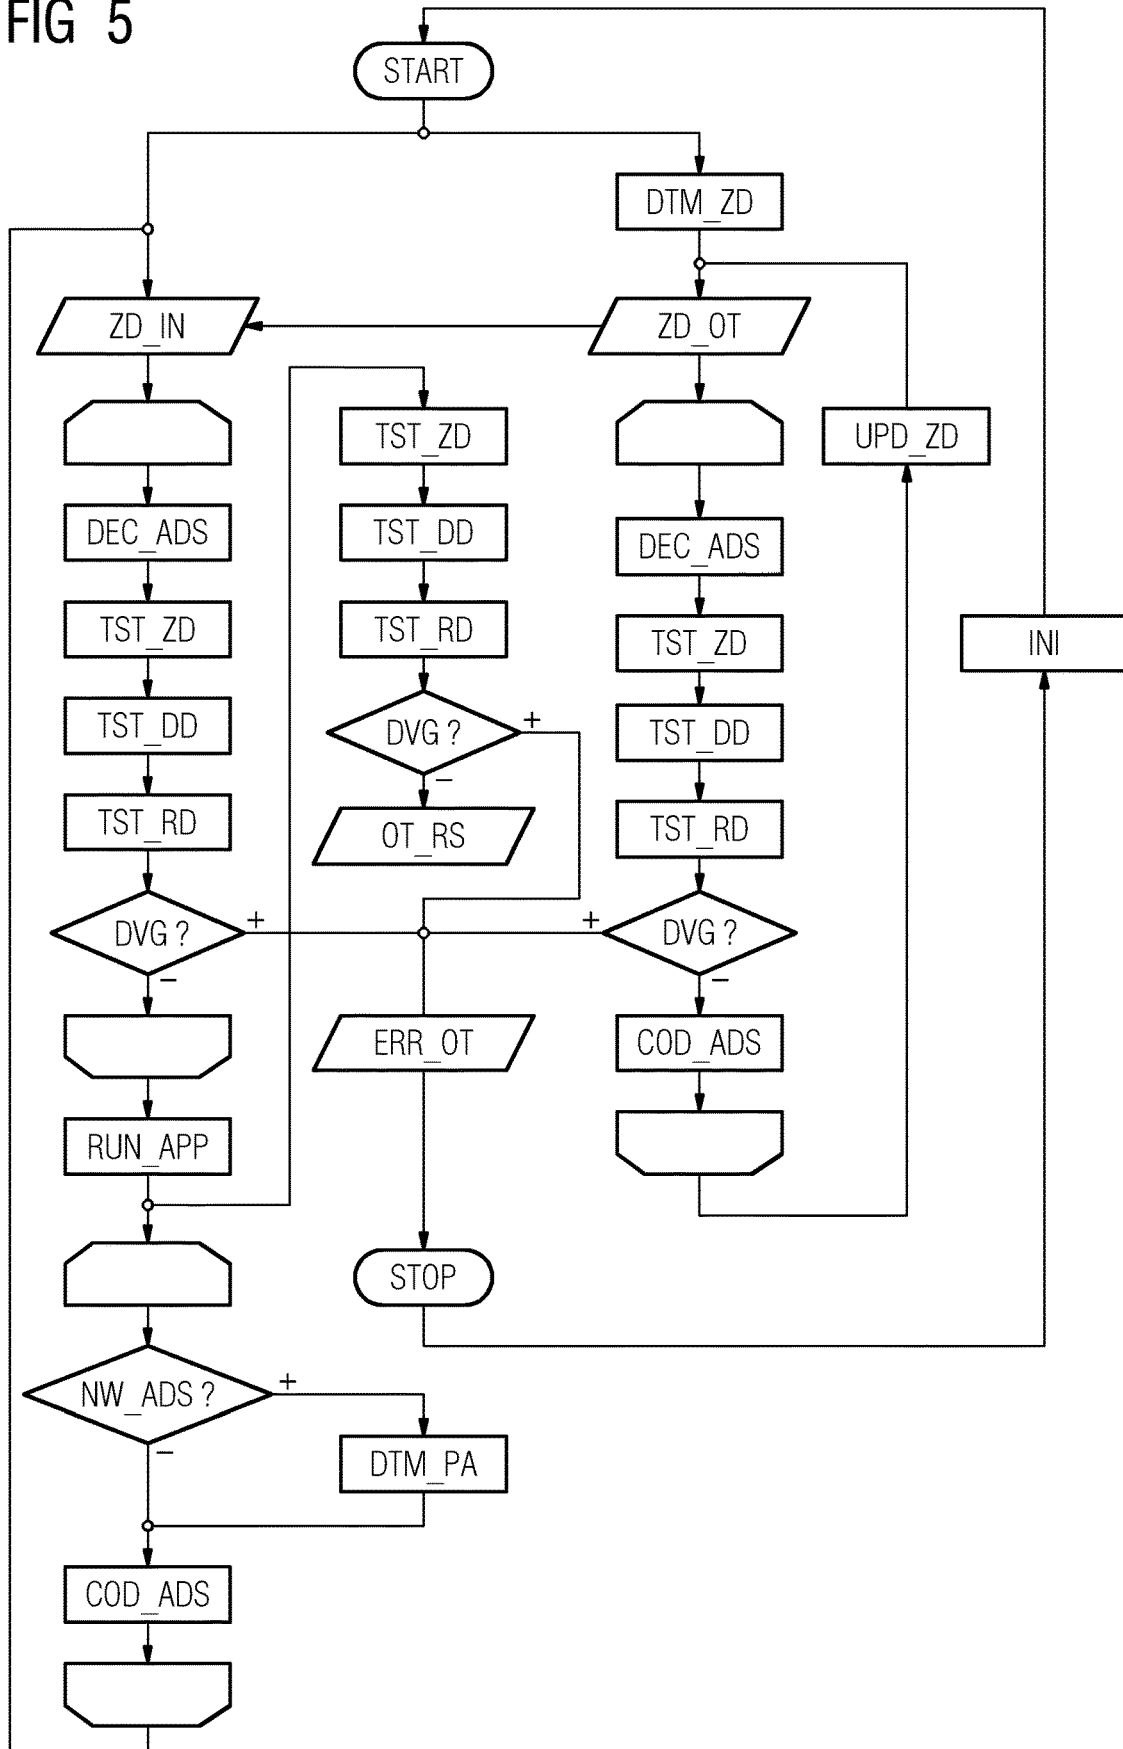 FIG 5
START
DTM_ZD
ZD_IN
ZD_OT
TST_ZD
UPD_ZD
DEC_ADS
TST_DD
DEC_ADS
TST_ZD
TST_RD
TST_ZD
INI
TST_DD
DVG ?
+
−
TST_DD
TST_RD
OT_RS
TST_RD
DVG ?
+
−
+
DVG ?
−
ERR_OT
COD_ADS
RUN_APP
STOP
NW_ADS ?
+
−
DTM_PA
COD_ADS